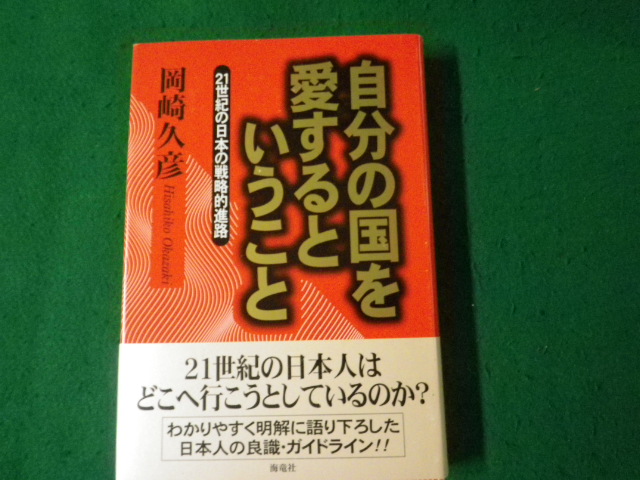 自分の国を
愛すると
いうこと
21世紀の日本の戦略的進路
岡崎久彦
Hisahiko Okazaki
21世紀の日本人は
どこへ行こうとしているのか?
わかりやすく明解に語り下ろした
日本人の良識・ガイドライン!!
海竜社